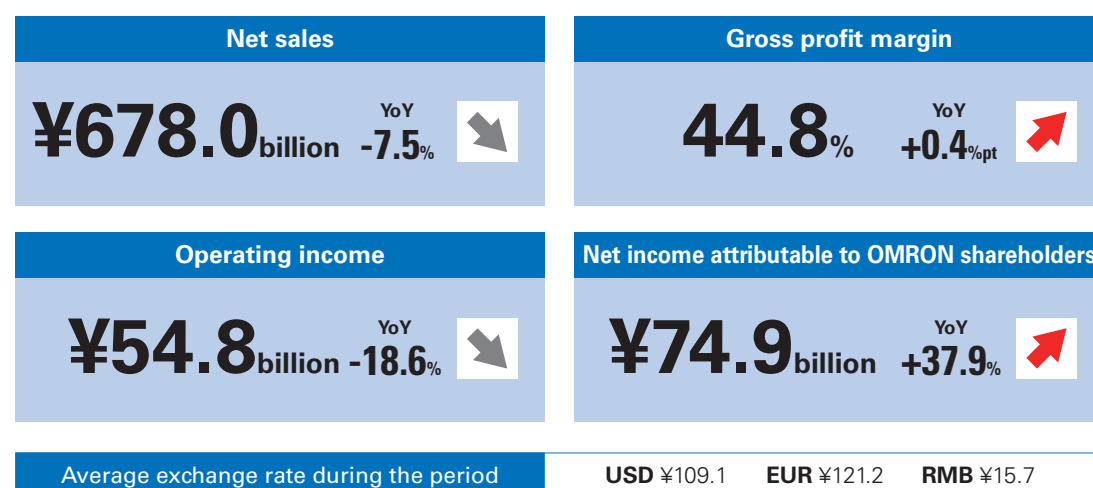 Net sales
¥678.0billion YoY -7.5%
Gross profit margin
44.8% YoY +0.4%pt
Operating income
¥54.8billion YoY -18.6%
Net income attributable to OMRON shareholders
¥74.9billion YoY +37.9%
Average exchange rate during the period USD ¥109.1 EUR ¥121.2 RMB ¥15.7